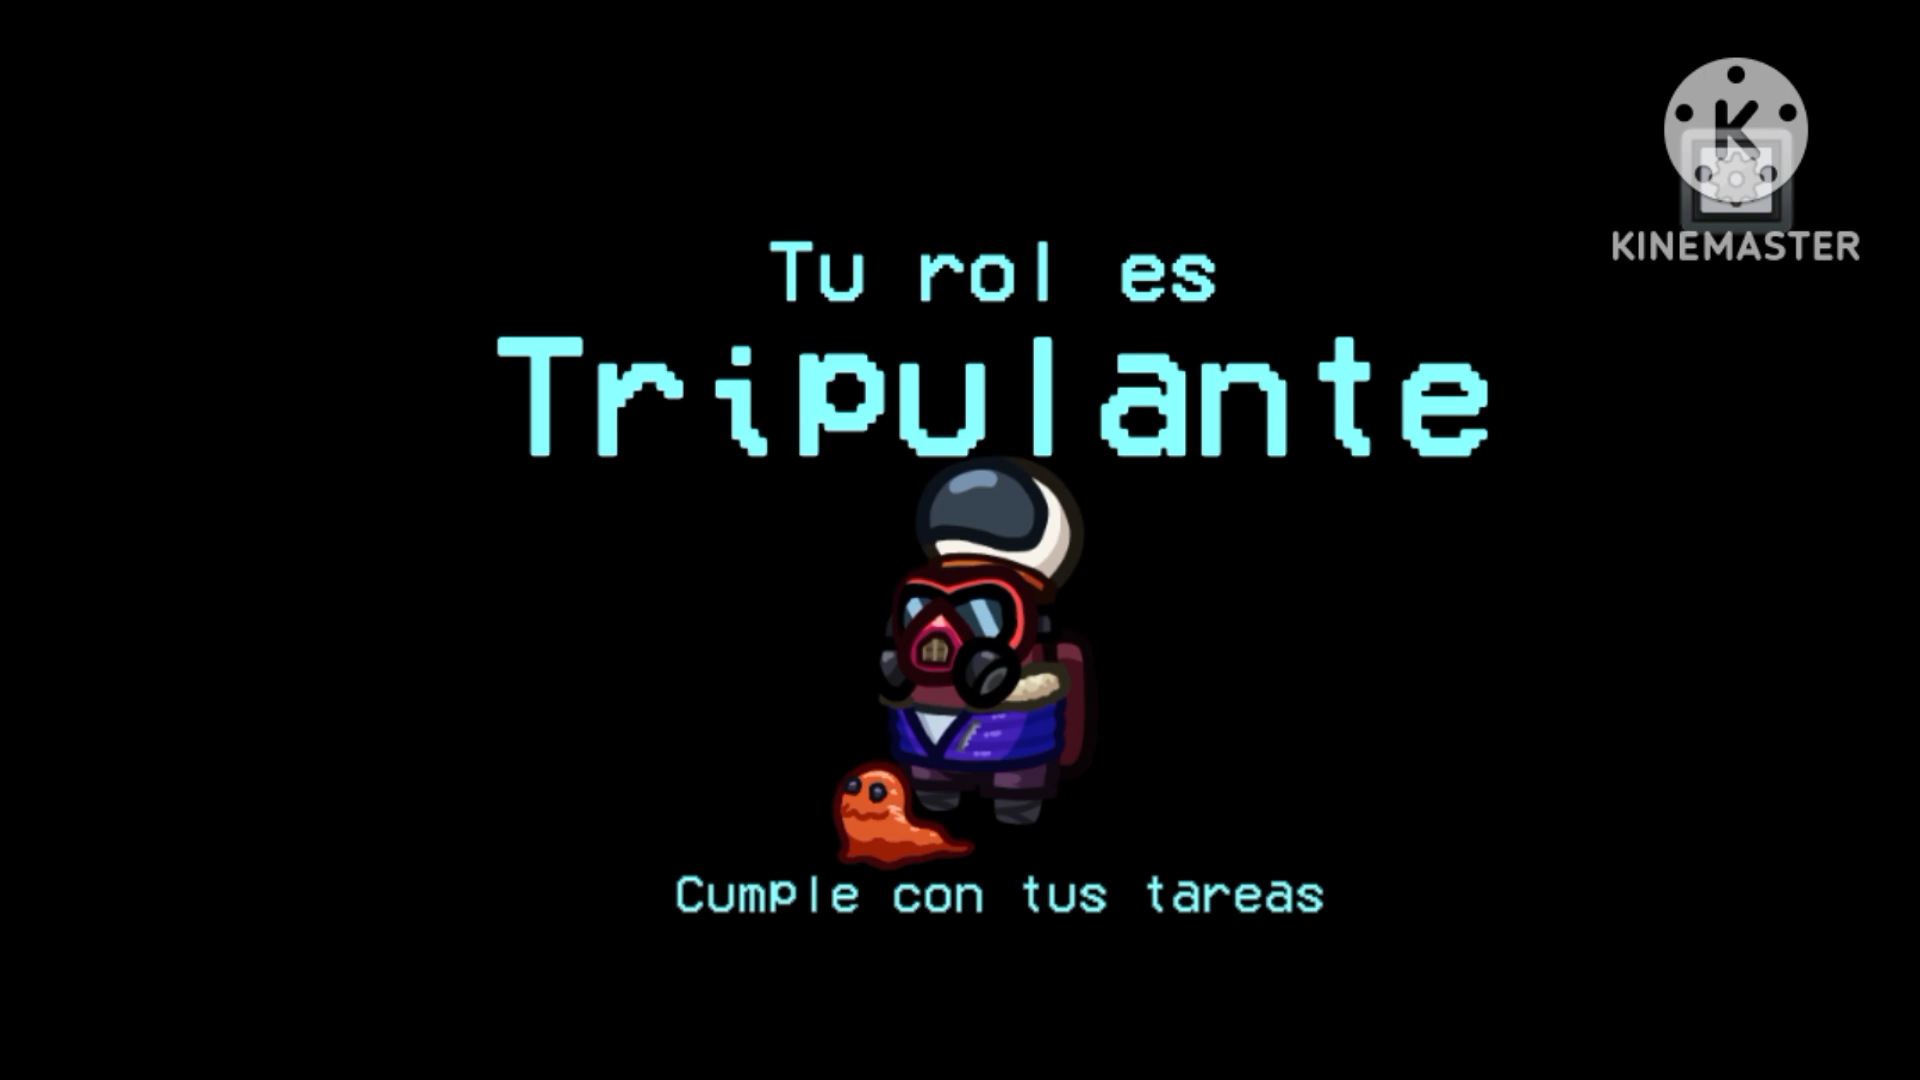 K
KINEMASTER
Tu rol es
Tripulante
Cumple con tus tareas